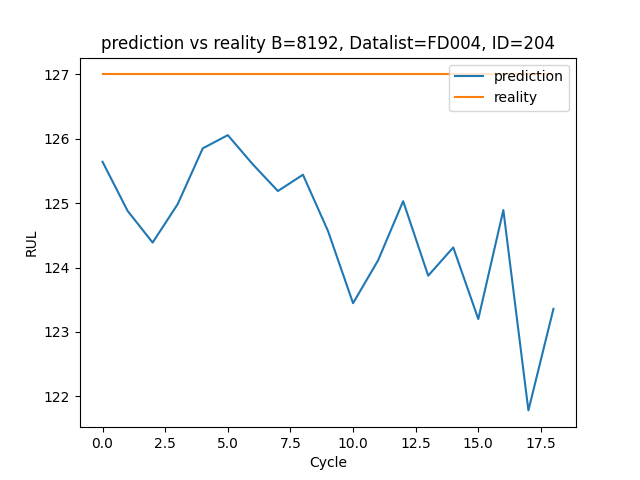 prediction vs reality B=8192, Datalist=FD004, ID=204
127
126
125
124
123
122
RUL
prediction
reality
0.0 2.5 5.0 7.5 10.0 12.5 15.0 17.5
Cycle